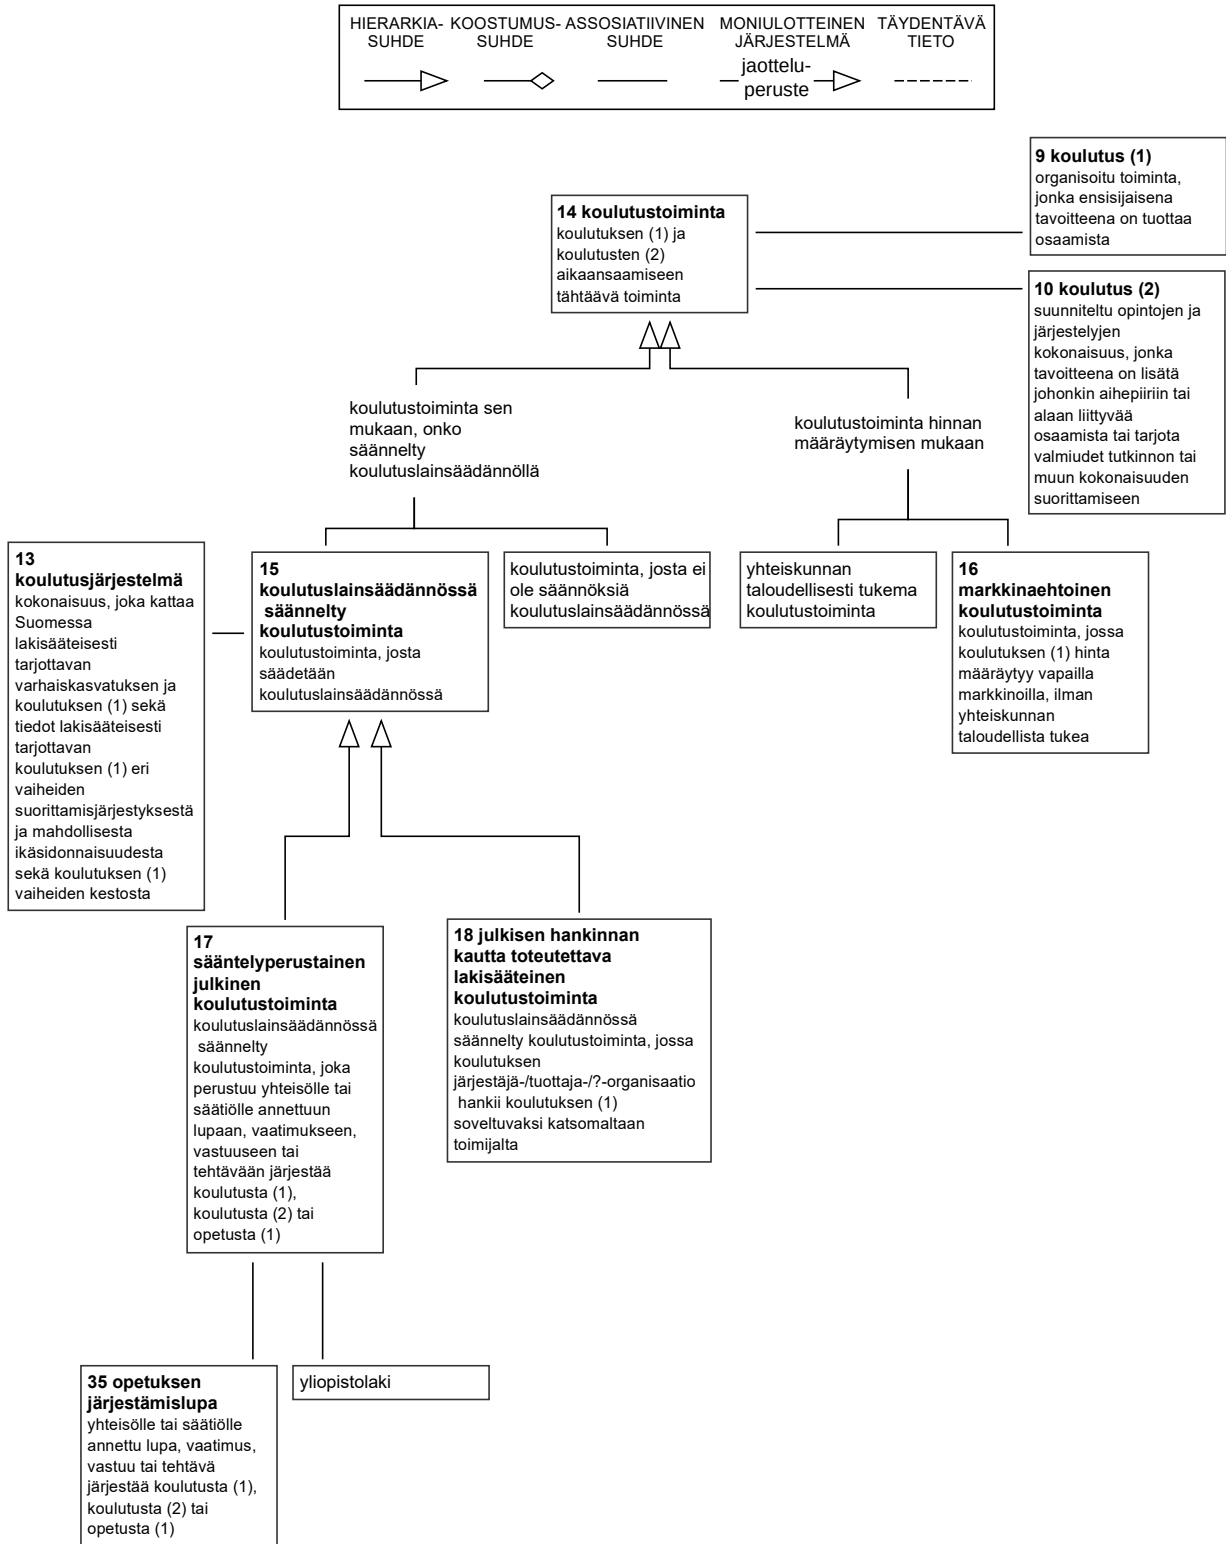 HIERARKIA-
SUHDE
KOOSTUMUS-
SUHDE
ASSOSIATIIVINEN
SUHDE
MONIULOTTEINEN
JÄRJESTELMÄ
jaottelu-
peruste
TÄYDENTÄVÄ
TIETO
9 koulutus (1)
organisoitu toiminta,
jonka ensisijaisena
tavoitteena on tuottaa
osaamista
14 koulutustoiminta
koulutuksen (1) ja
koulutusten (2)
aikaansaamiseen
tähtäävä toiminta
10 koulutus (2)
suunniteltu opintojen ja
järjestelyjen
kokonaisuus, jonka
tavoitteena on lisätä
johonkin aihepiiriin tai
alaan liittyvää
osaamista tai tarjota
valmiudet tutkinnon tai
muun kokonaisuuden
suorittamiseen
koulutustoiminta sen
mukaan, onko
säännelty
koulutuslainsäädännöllä
koulutustoiminta hinnan
määräytymisen mukaan
13
koulutusjärjestelmä
kokonaisuus, joka kattaa
Suomessa
lakisääteisesti
tarjottavan
varhaiskasvatuksen ja
koulutuksen (1) sekä
tiedot lakisääteisesti
tarjottavan
koulutuksen (1) eri
vaiheiden
suorittamisjärjestyksestä
ja mahdollisesta
ikäsidonnaisuudesta
sekä koulutuksen (1)
vaiheiden kestosta
15
koulutuslainsäädännössä
säännelty
koulutustoiminta
koulutustoiminta, josta
säädetään
koulutuslainsäädännössä
koulutustoiminta, josta ei
ole säännöksiä
koulutuslainsäädännössä
yhteiskunnan
taloudellisesti tukema
koulutustoiminta
16
markkinaehtoinen
koulutustoiminta
koulutustoiminta, jossa
koulutuksen (1) hinta
määräytyy vapailla
markkinoilla, ilman
yhteiskunnan
taloudellista tukea
17
sääntelyperustainen
julkinen
koulutustoiminta
koulutuslainsäädännössä
säännelty
koulutustoiminta, joka
perustuu yhteisölle tai
säätiölle annettuun
lupaan, vaatimukseen,
vastuuseen tai
tehtävään järjestää
koulutusta (1),
koulutusta (2) tai
opetusta (1)
18 julkisen hankinnan
kautta toteutettava
lakisääteinen
koulutustoiminta
koulutuslainsäädännössä
säännelty koulutustoiminta, jossa
koulutuksen
järjestäjä-/tuottaja-/?-organisaatio
hankii koulutuksen (1)
soveltuvaksi katsomaltaan
toimijalta
35 opetuksen
järjestämislupa
yhteisölle tai säätiölle
annettu lupa, vaatimus,
vastuu tai tehtävä
järjestää koulutusta (1),
koulutusta (2) tai
opetusta (1)
yliopistolaki